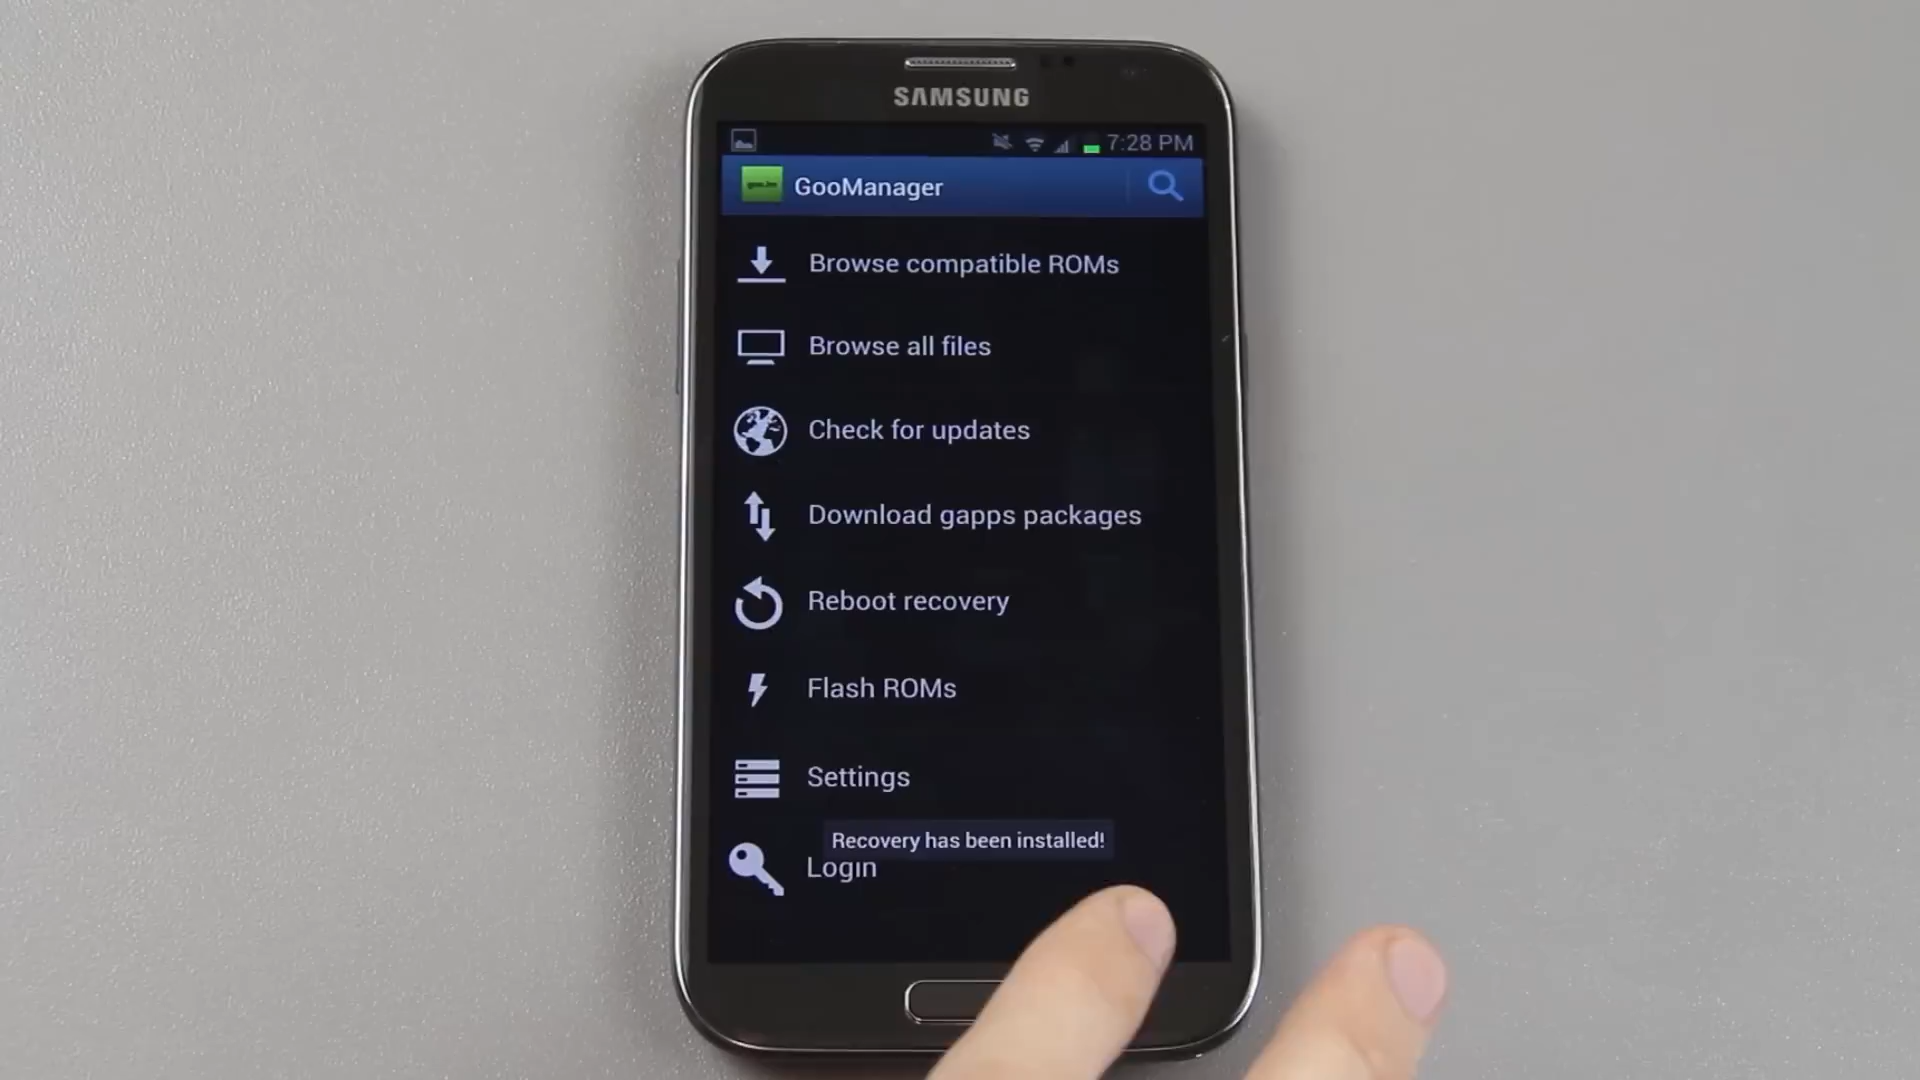 SAMSUNG
7:28 PM
GooManager
Browse compatible ROMs
Browse all files
Check for updates
Download gapps packages
Reboot recovery
Flash ROMs
Settings
Recovery has been installed!
Login